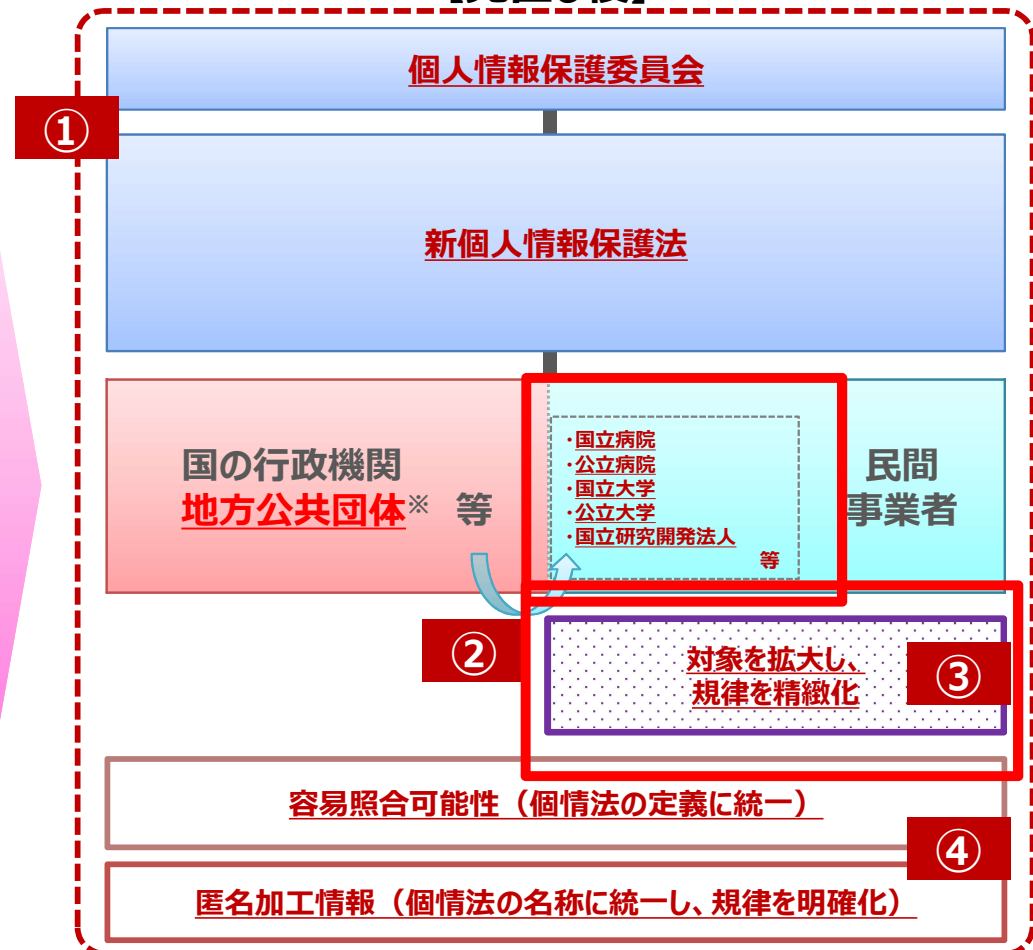 個人情報保護委員会
①
新個人情報保護法
国の行政機関
地方公共団体※ 等
・国立病院
・公立病院
・国立大学
・公立大学
・国立研究開発法人
等
民間
事業者
②
対象を拡大し、
規律を精緻化
③
容易照合可能性（個情法の定義に統一）
④
匿名加工情報（個情法の名称に統一し、規律を明確化）